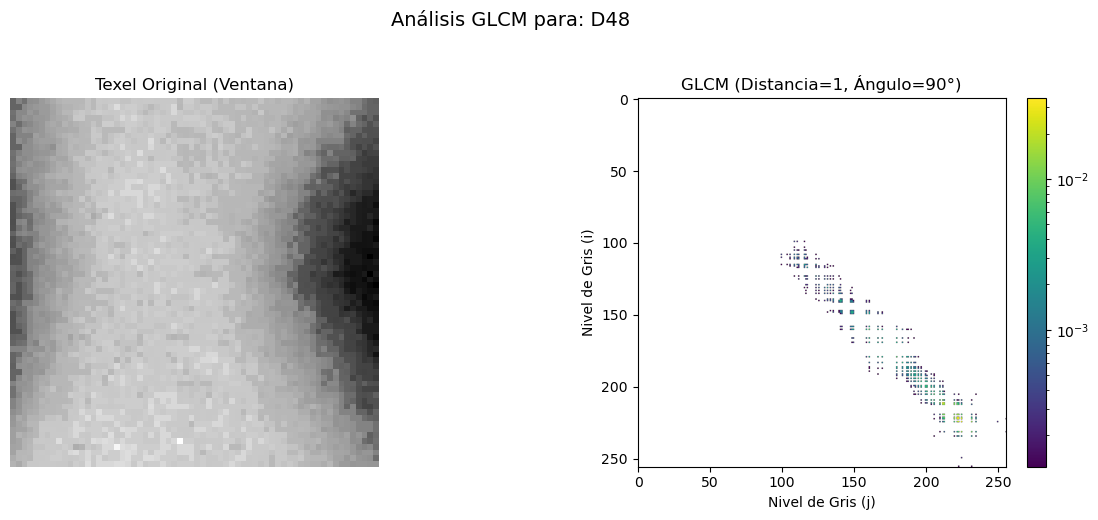 Análisis GLCM para: D48
Texel Original (Ventana)
GLCM (Distancia=1, Ángulo=90°)
Nivel de Gris (i)
0
50
100
150
200
250
0 50 100 150 200 250
Nivel de Gris (j)
10⁻²
10⁻³